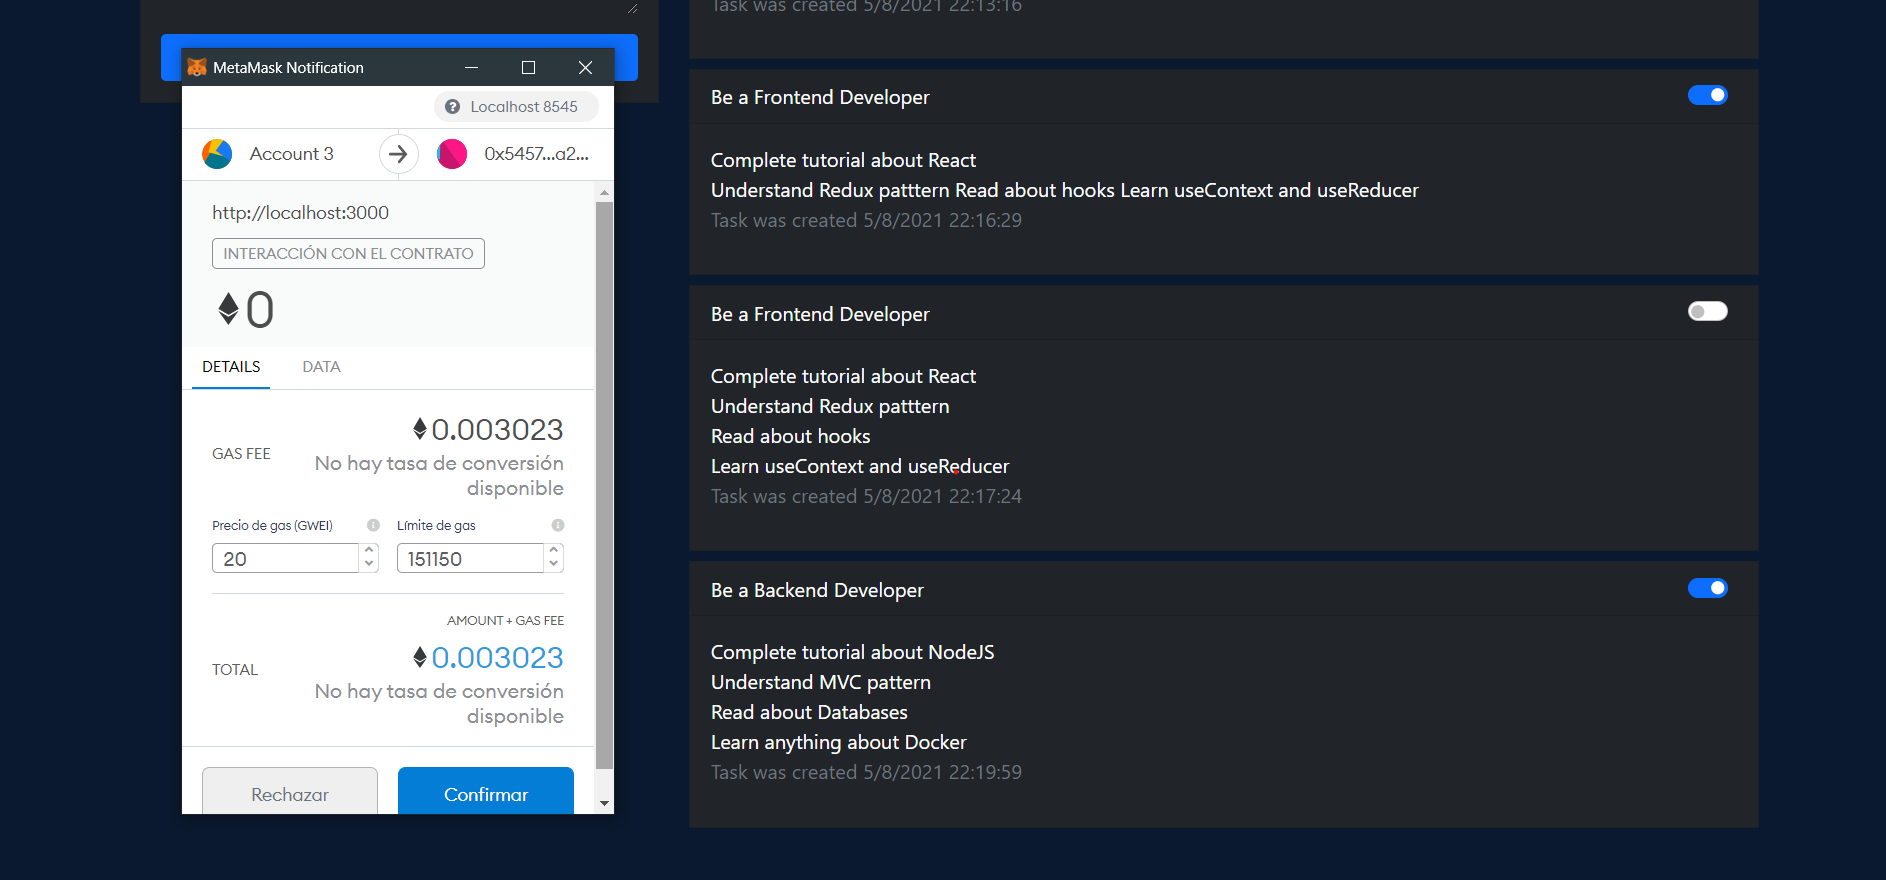 MetaMask Notification
Localhost 8545
Account 3
0x5457...a2...
http://localhost:3000
INTERACCIÓN CON EL CONTRATO
0
DETAILS
DATA
GAS FEE
0.003023
No hay tasa de conversión
disponible
Precio de gas (GWEI)
Límite de gas
20
151150
AMOUNT + GAS FEE
TOTAL
0.003023
No hay tasa de conversión
disponible
Rechazar
Confirmar
Task was created 5/8/2021 22:13:16
Be a Frontend Developer
Complete tutorial about React
Understand Redux patttern Read about hooks Learn useContext and useReducer
Task was created 5/8/2021 22:16:29
Be a Frontend Developer
Complete tutorial about React
Understand Redux patttern
Read about hooks
Learn useContext and useReducer
Task was created 5/8/2021 22:17:24
Be a Backend Developer
Complete tutorial about NodeJS
Understand MVC pattern
Read about Databases
Learn anything about Docker
Task was created 5/8/2021 22:19:59